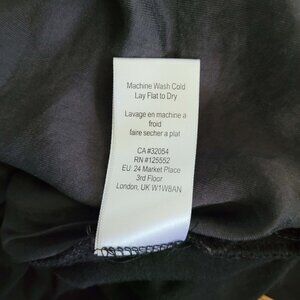 Machine Wash Cold
Lay Flat to Dry
Lavage en machine a
froid
faire secher a plat
CA #32054
RN #125552
EU. 24 Market Place
3rd Floor
London, UK W1W8AN